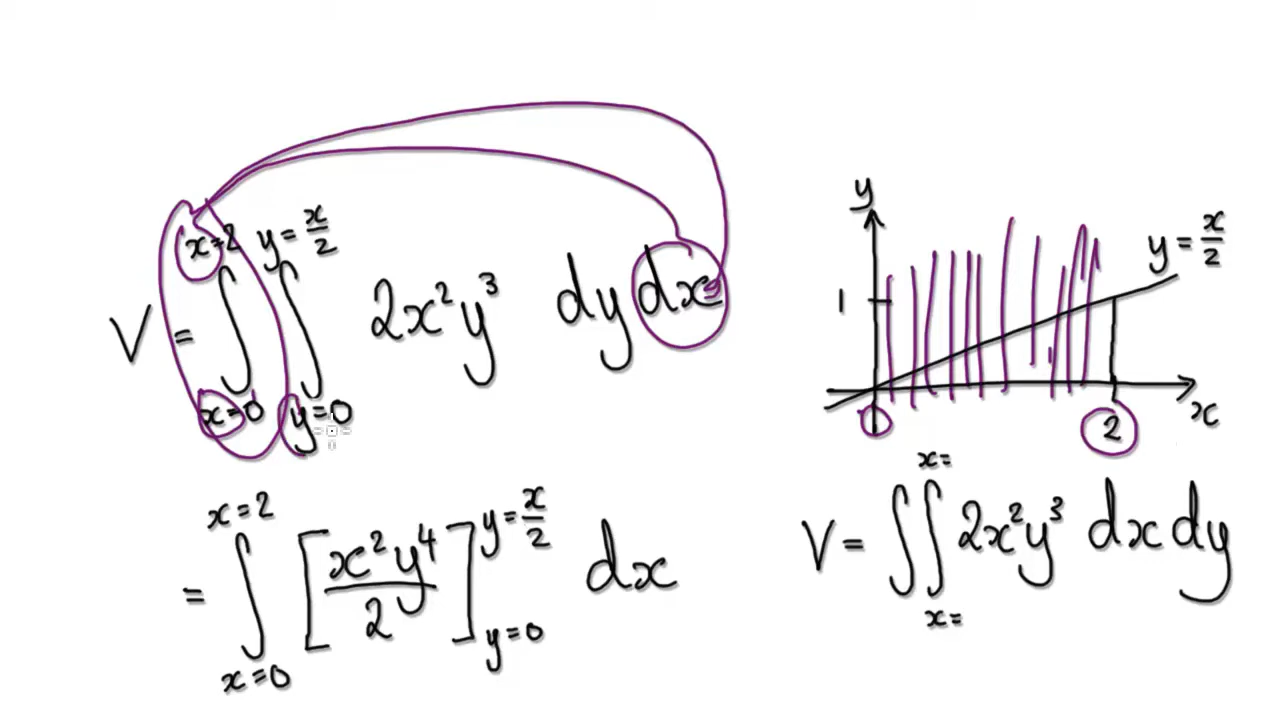 V = ∫_{x=0}^{x=2} ∫_{y=0}^{y=x/2} 2x²y³ dy dx
= ∫_{x=0}^{x=2} [x²y⁴/2]_{y=0}^{y=x/2} dx
y
y = x/2
1
0
2
x
V = ∫∫_{x=}^{x=} 2x²y³ dx dy